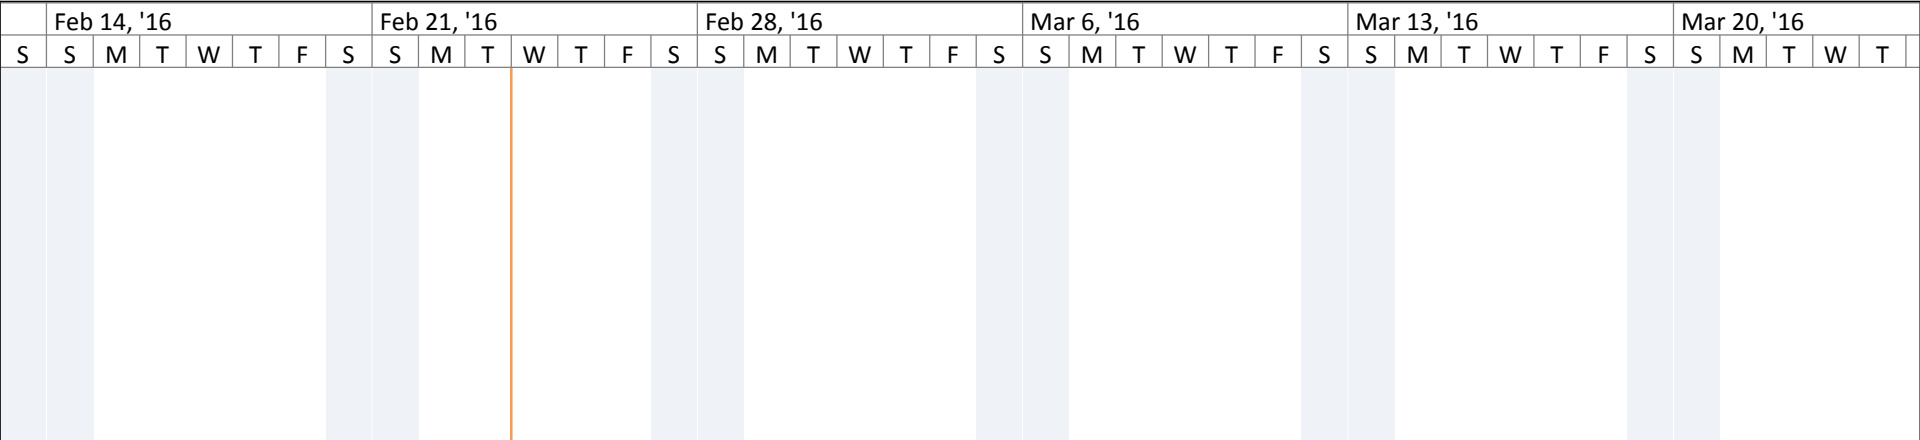 Feb 14, '16 Feb 21, '16 Feb 28, '16 Mar 6, '16 Mar 13, '16 Mar 20, '16
S S M T W T F S S M T W T F S S M T W T F S S M T W T F S S M T W T F S S M T W T